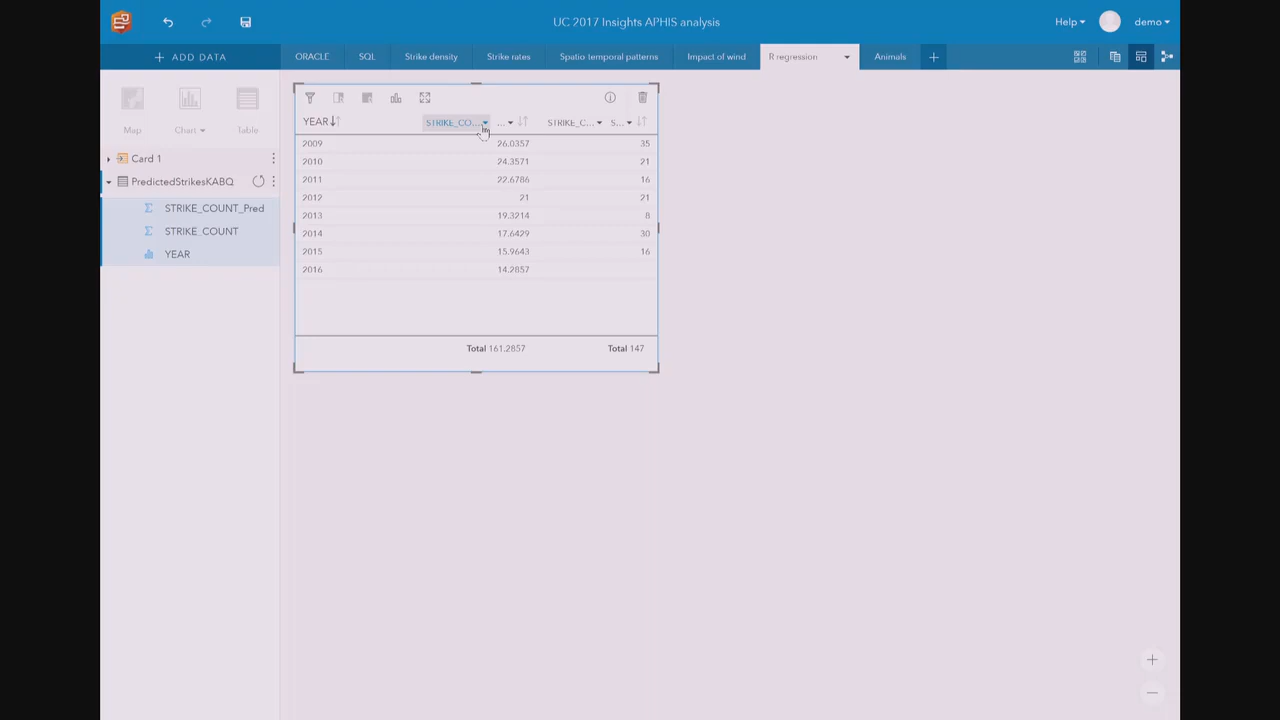 UC 2017 Insights APHIS analysis
Help
demo
ADD DATA
ORACLE
SQL
Strike density
Strike rates
Spatio temporal patterns
Impact of wind
R regression
Animals
Map
Chart
Table
Card 1
PredictedStrikesKABQ
STRIKE_COUNT_Pred
STRIKE_COUNT
YEAR
YEAR STRIKE_CO... ... STRIKE_C... S...
2009 26.0357 35
2010 24.3571 21
2011 22.6786 16
2012 21 21
2013 19.3214 8
2014 17.6429 30
2015 15.9643 16
2016 14.2857
Total 161.2857 Total 147